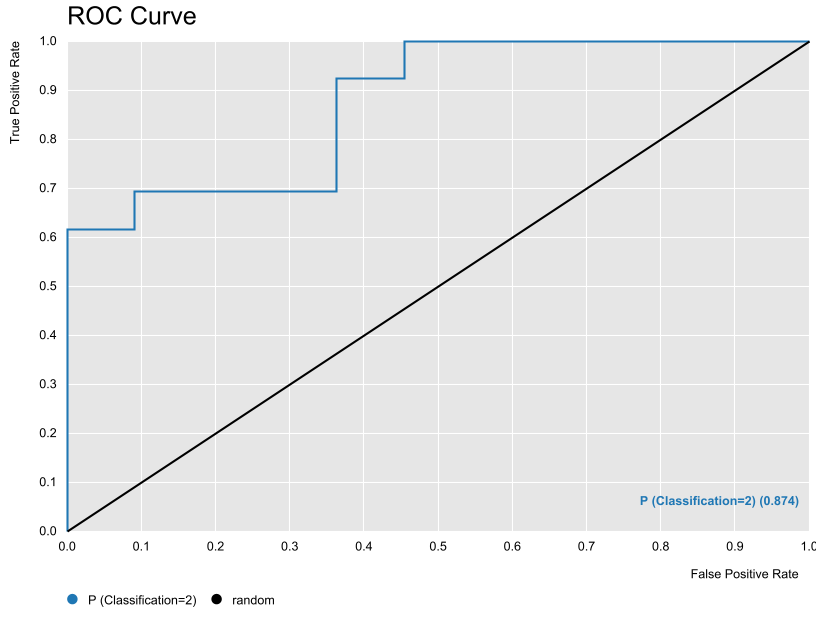 ROC Curve
True Positive Rate
1.0
0.9
0.8
0.7
0.6
0.5
0.4
0.3
0.2
0.1
0.0
P (Classification=2) (0.874)
0.0 0.1 0.2 0.3 0.4 0.5 0.6 0.7 0.8 0.9 1.0
False Positive Rate
P (Classification=2) random